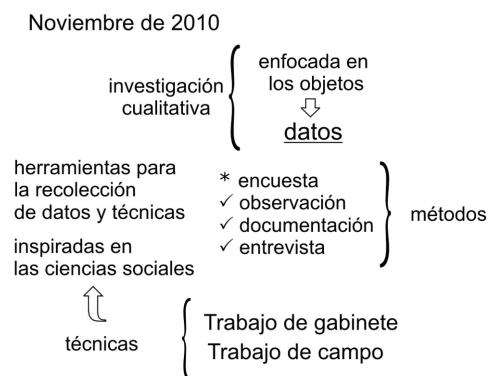 Noviembre de 2010
investigación
cualitativa
enfocada en
los objetos
datos
herramientas para
la recolección
de datos y técnicas
inspiradas en
las ciencias sociales
* encuesta
✓ observación
✓ documentación
✓ entrevista
métodos
técnicas
Trabajo de gabinete
Trabajo de campo